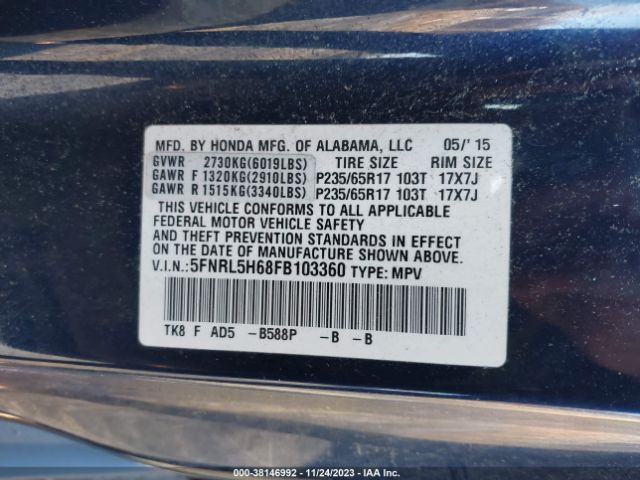 MFD. BY HONDA MFG. OF ALABAMA, LLC 05/'15
GVWR 2730KG(6019LBS) TIRE SIZE RIM SIZE
GAWR F 1320KG(2910LBS) P235/65R17 103T 17X7J
GAWR R 1515KG(3340LBS) P235/65R17 103T 17X7J
THIS VEHICLE CONFORMS TO ALL APPLICABLE
FEDERAL MOTOR VEHICLE SAFETY
AND THEFT PREVENTION STANDARDS IN EFFECT
ON THE DATE OF MANUFACTURE SHOWN ABOVE.
V.I.N.:5FNRL5H68FB103360 TYPE: MPV
TK8 F AD5 -B588P -B -B
000-38146992 - 11/24/2023 - IAA Inc.